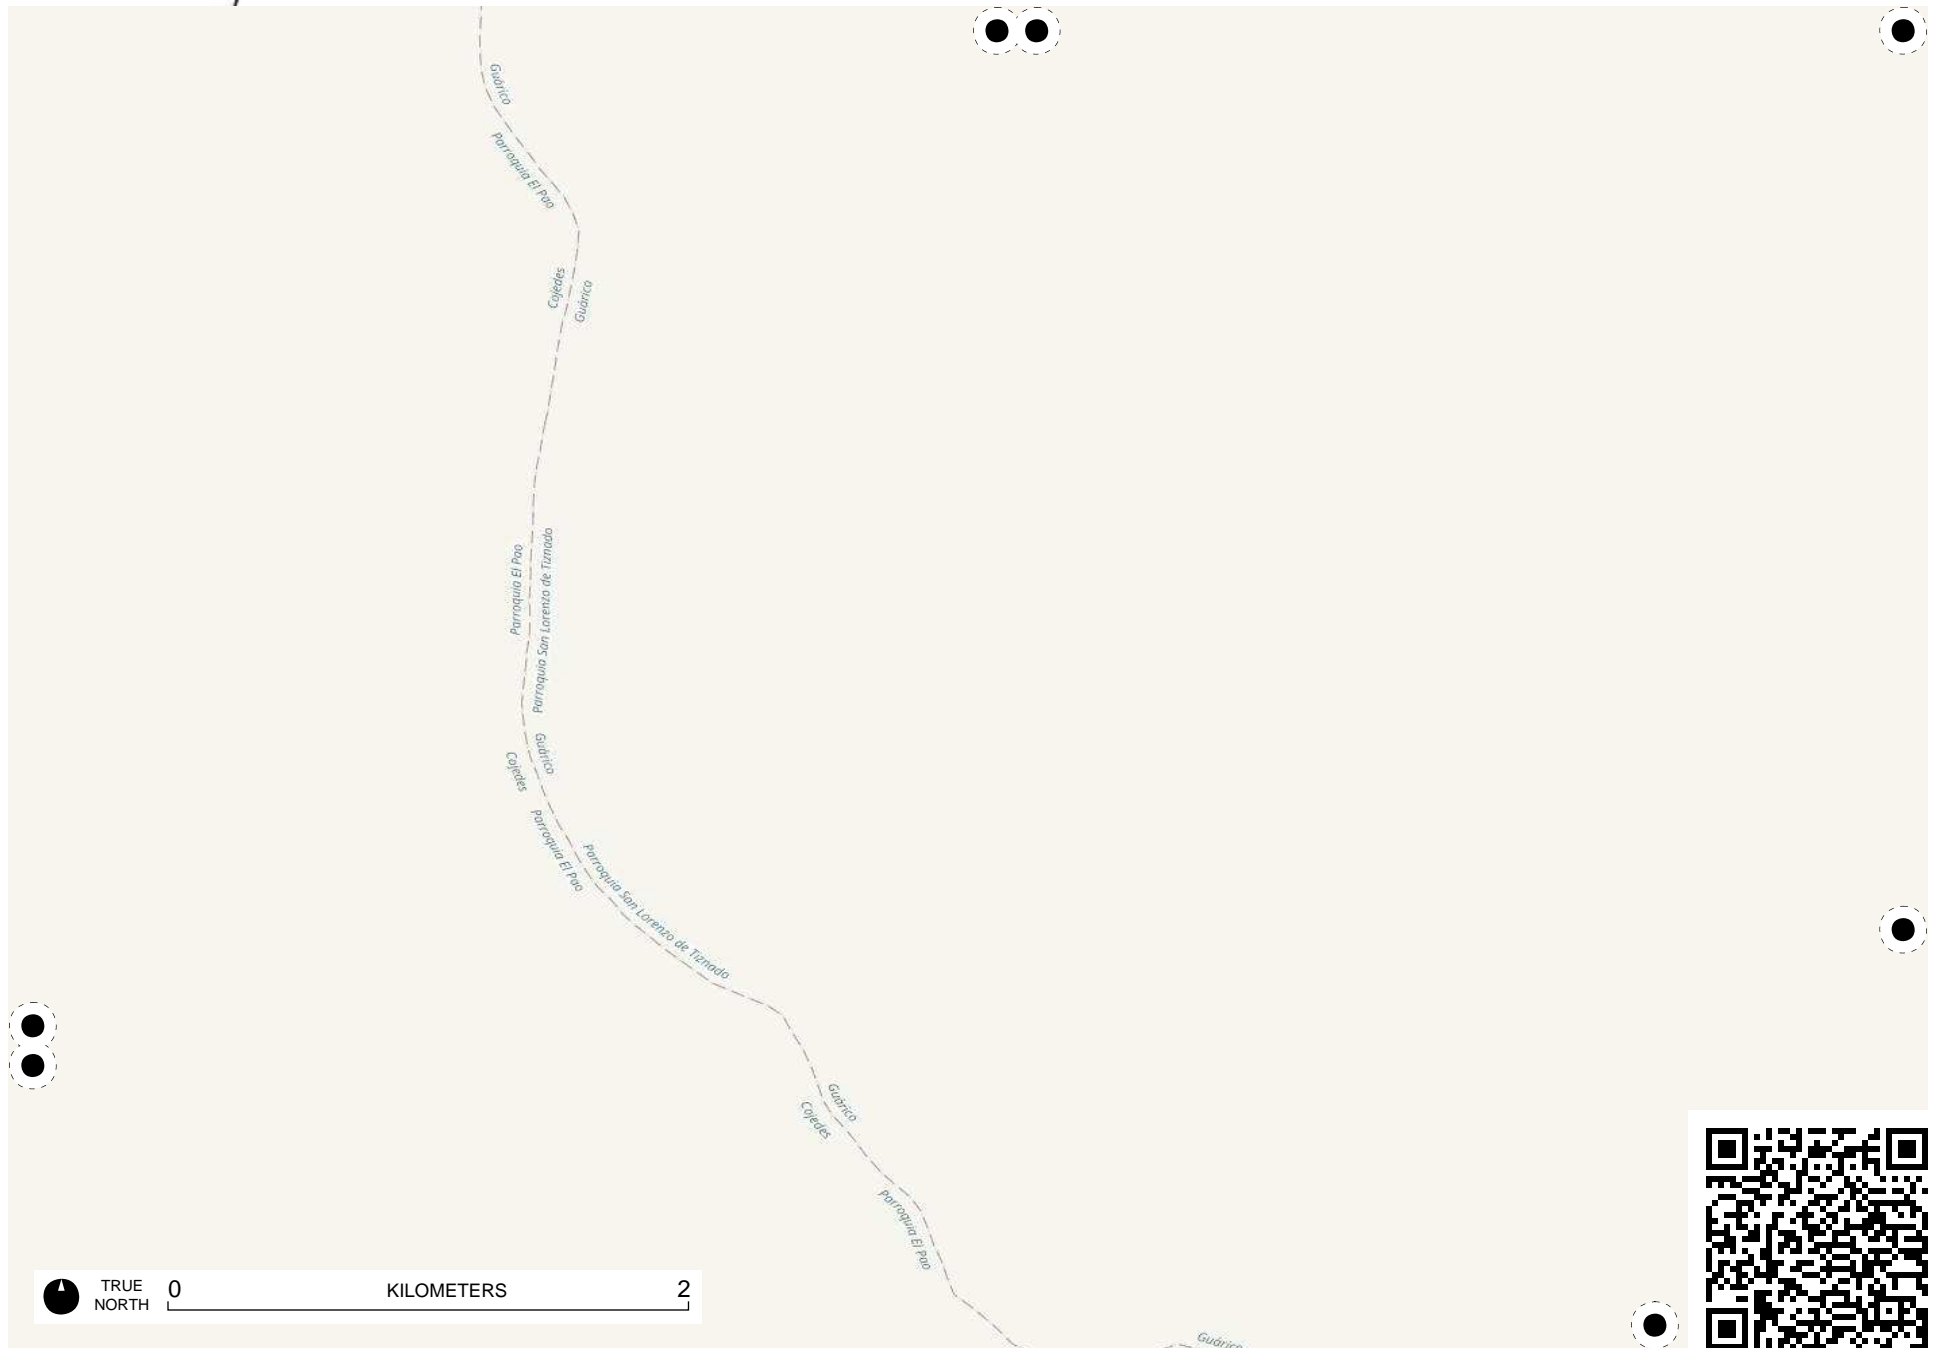 Guárico
Parroquia El Pao
Cojedes
Guárico
Parroquia El Pao
Parroquia San Lorenzo de Tiznado
Guárico
Cojedes
Parroquia El Pao
Parroquia San Lorenzo de Tiznado
Guárico
Cojedes
Parroquia El Pao
TRUE
NORTH
0
KILOMETERS
2
Guárico